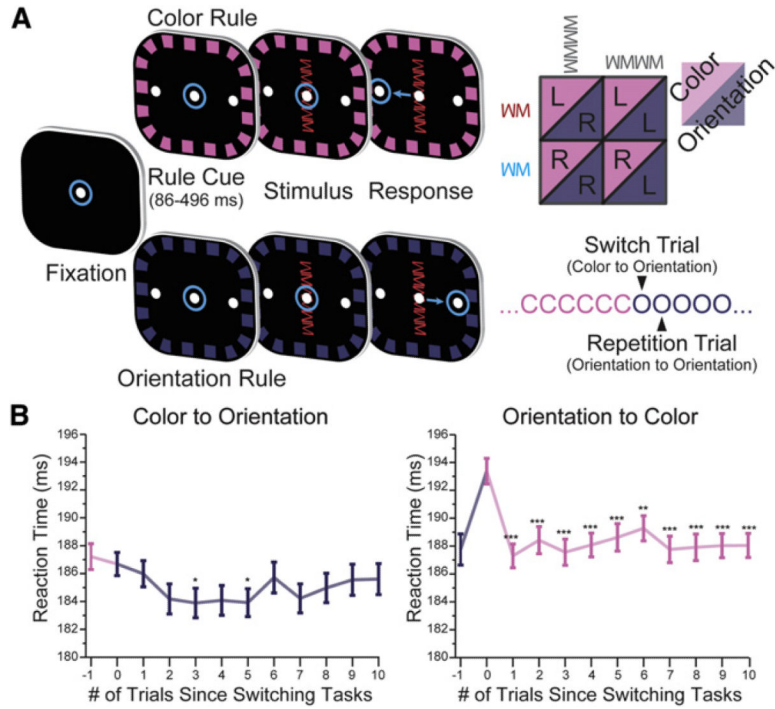 A
Color Rule
Rule Cue
(86-496 ms)
Stimulus
Response
Fixation
Orientation Rule
WMWM
WMWM
Color
Orientation
WM
L
R
L
L
WM
R
R
R
L
Switch Trial
(Color to Orientation)
...CCCCCCOOOOO...
Repetition Trial
(Orientation to Orientation)
B
Color to Orientation
Reaction Time (ms)
196
194
192
190
188
186
184
182
180
* *
-1 0 1 2 3 4 5 6 7 8 9 10
# of Trials Since Switching Tasks
Orientation to Color
Reaction Time (ms)
196
194
192
190
188
186
184
182
180
*** *** *** *** *** ** *** *** *** ***
-1 0 1 2 3 4 5 6 7 8 9 10
# of Trials Since Switching Tasks